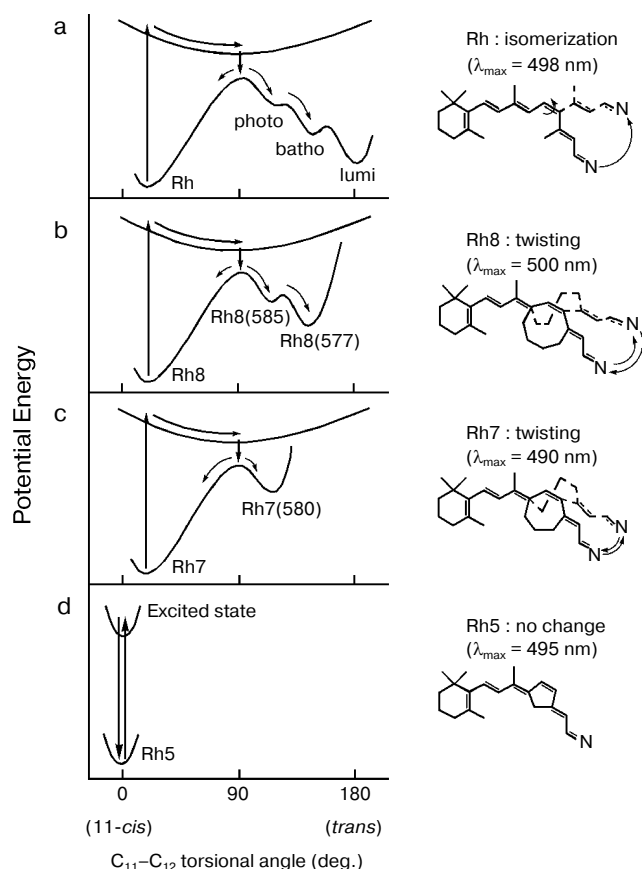 a
Rh : isomerization
(λmax = 498 nm)
N
N
photo
batho
lumi
Rh
b
Rh8 : twisting
(λmax = 500 nm)
N
N
Rh8(585)
Rh8(577)
Rh8
Potential Energy
c
Rh7 : twisting
(λmax = 490 nm)
N
N
Rh7(580)
Rh7
d
Excited state
Rh5 : no change
(λmax = 495 nm)
N
Rh5
0 90 180
(11-cis) (trans)
C11–C12 torsional angle (deg.)